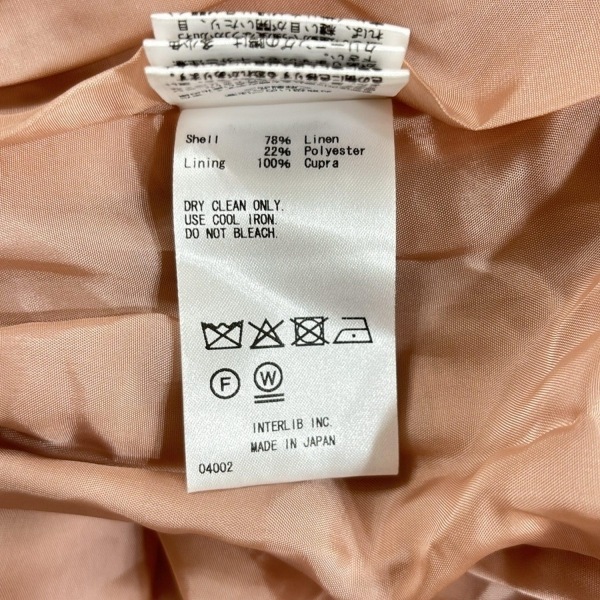 Shell 78% Linen
22% Polyester
Lining 100% Cupra
DRY CLEAN ONLY.
USE COOL IRON.
DO NOT BLEACH.
F W
INTERLIB INC.
MADE IN JAPAN
04002